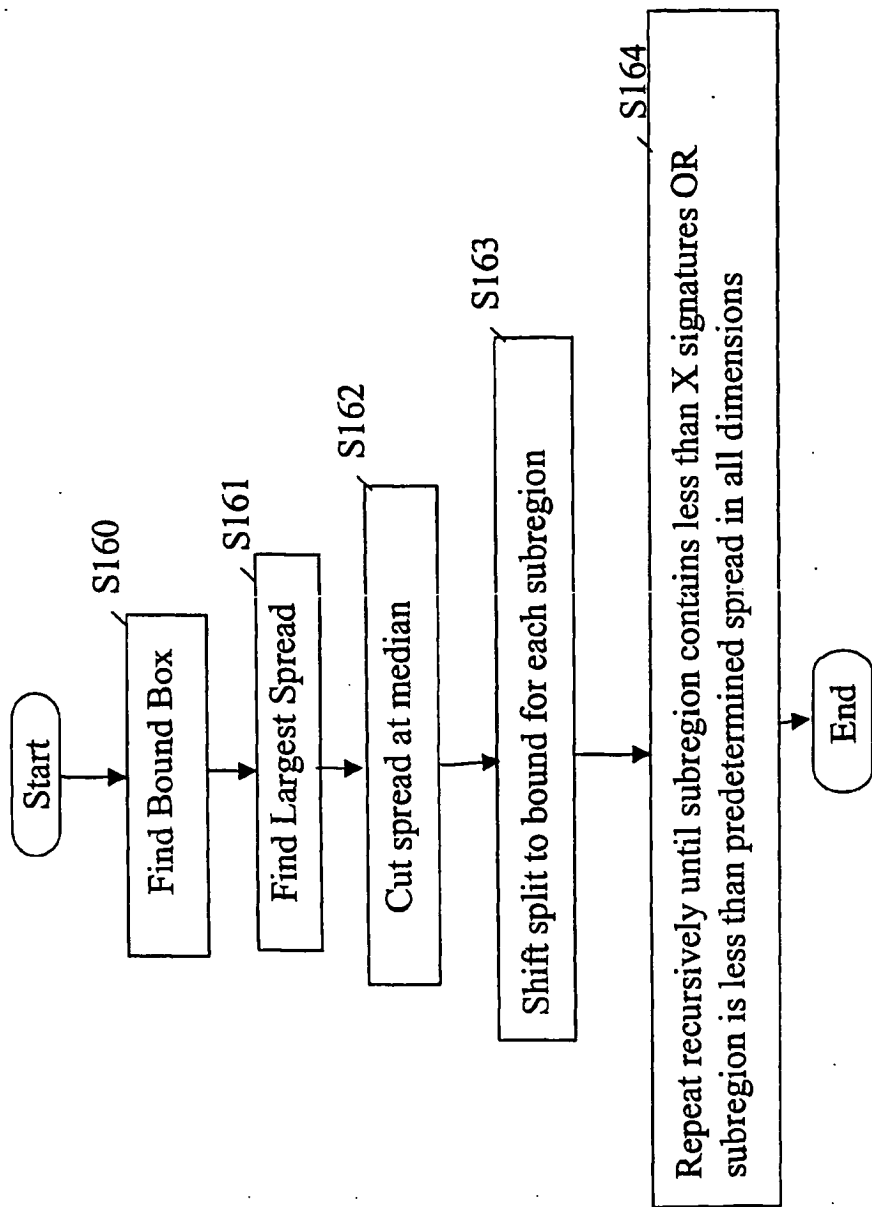 Start
S160
Find Bound Box
S161
Find Largest Spread
S162
Cut spread at median
S163
Shift split to bound for each subregion
S164
Repeat recursively until subregion contains less than X signatures OR
subregion is less than predetermined spread in all dimensions
End